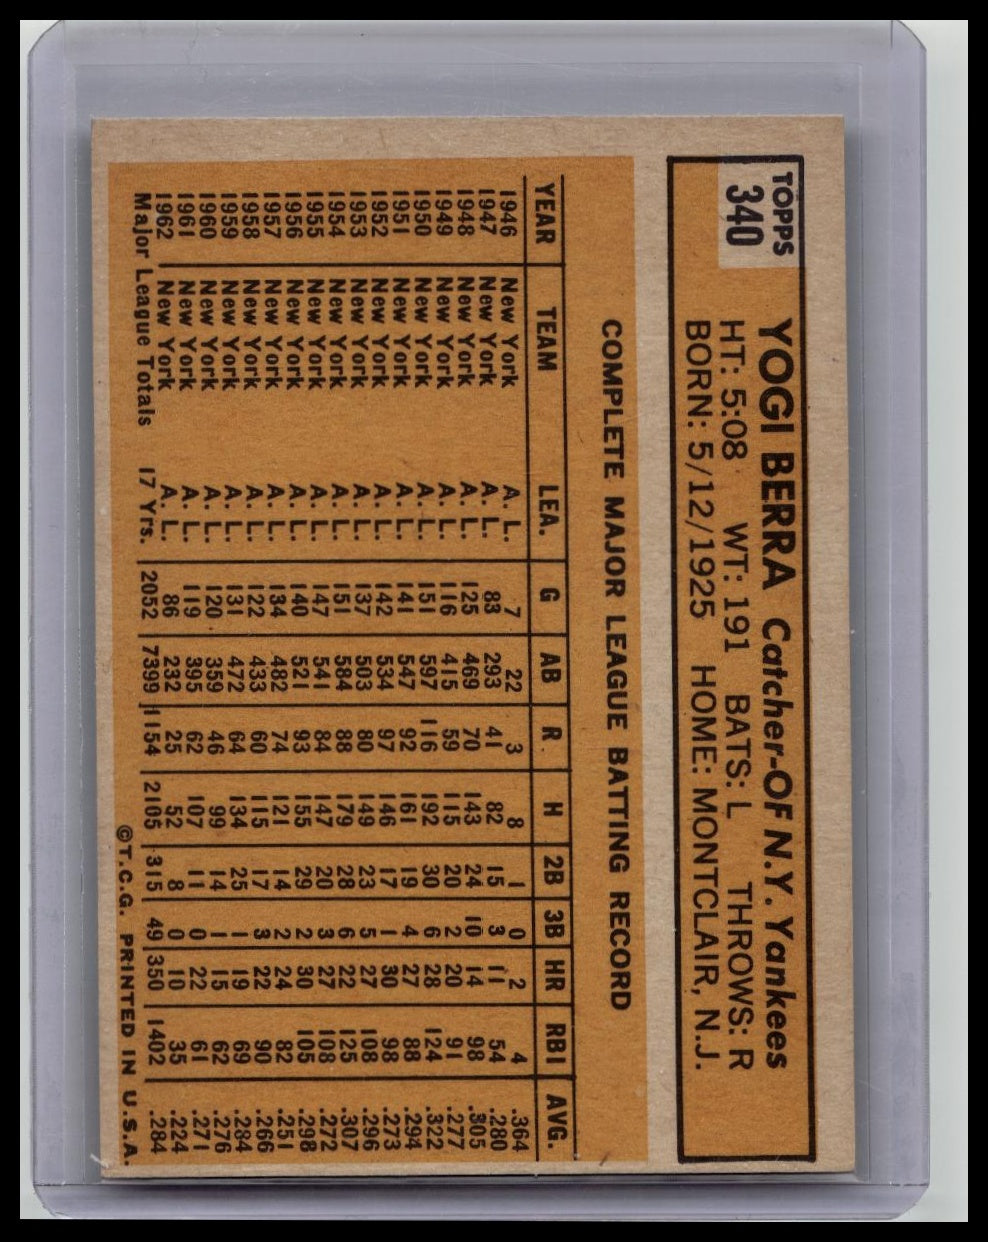 TOPPS
340
YOGI BERRA Catcher-OF N.Y. Yankees
HT: 5:08 WT: 191 BATS: L THROWS: R
BORN: 5/12/1925 HOME: MONTCLAIR, N.J.
COMPLETE MAJOR LEAGUE BATTING RECORD
YEAR TEAM LEA. G AB R. H 2B 3B HR RBI AVG.
1946 New York A. L. 7 22 3 8 1 0 2 4 .364
1947 New York A. L. 83 293 41 82 15 3 11 54 .280
1948 New York A. L. 125 469 70 143 24 10 14 98 .305
1949 New York A. L. 116 415 59 115 20 2 20 91 .277
1950 New York A. L. 151 597 116 192 30 6 28 124 .322
1951 New York A. L. 141 547 92 161 19 4 27 88 .294
1952 New York A. L. 142 534 97 146 17 1 30 98 .273
1953 New York A. L. 137 503 80 149 23 5 27 108 .296
1954 New York A. L. 151 584 88 179 28 6 22 125 .307
1955 New York A. L. 147 541 84 147 20 3 27 108 .272
1956 New York A. L. 140 521 93 155 29 2 30 105 .298
1957 New York A. L. 134 482 74 121 14 2 24 82 .251
1958 New York A. L. 122 433 60 115 17 3 22 90 .266
1959 New York A. L. 131 472 64 134 25 1 19 69 .284
1960 New York A. L. 120 359 46 99 14 1 15 62 .276
1961 New York A. L. 119 395 62 107 11 0 22 61 .271
1962 New York A. L. 86 232 25 52 8 0 10 35 .224
Major League Totals 17 Yrs. 2052 7399 1154 2105 315 49 350 1402 .284
©T.C.G. PRINTED IN U.S.A.